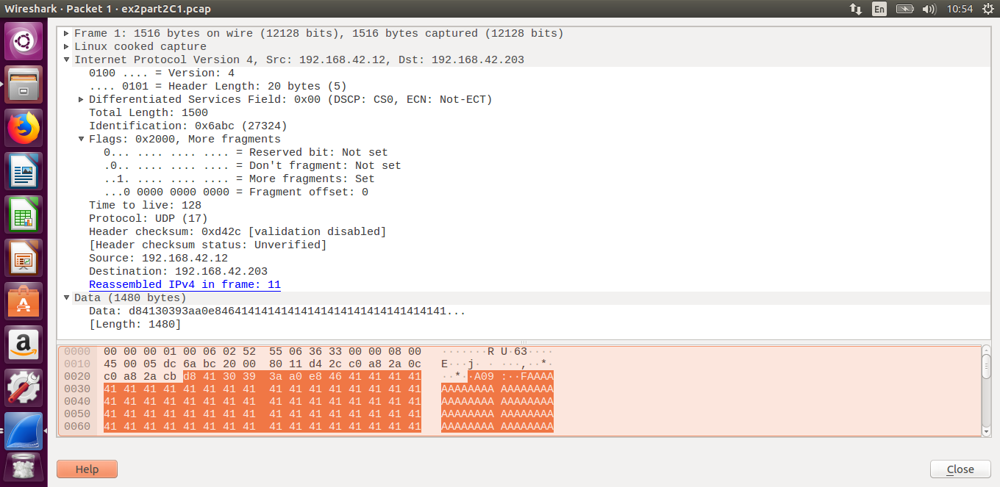 Wireshark · Packet 1 · ex2part2C1.pcap
En
10:54
Frame 1: 1516 bytes on wire (12128 bits), 1516 bytes captured (12128 bits)
Linux cooked capture
Internet Protocol Version 4, Src: 192.168.42.12, Dst: 192.168.42.203
0100 .... = Version: 4
.... 0101 = Header Length: 20 bytes (5)
Differentiated Services Field: 0x00 (DSCP: CS0, ECN: Not-ECT)
Total Length: 1500
Identification: 0x6abc (27324)
Flags: 0x2000, More fragments
0... .... .... .... = Reserved bit: Not set
.0.. .... .... .... = Don't fragment: Not set
..1. .... .... .... = More fragments: Set
...0 0000 0000 0000 = Fragment offset: 0
Time to live: 128
Protocol: UDP (17)
Header checksum: 0xd42c [validation disabled]
[Header checksum status: Unverified]
Source: 192.168.42.12
Destination: 192.168.42.203
Reassembled IPv4 in frame: 11
Data (1480 bytes)
Data: d84130393aa0e84641414141414141414141414141414141...
[Length: 1480]
0000 00 00 00 01 00 06 02 52 55 06 36 33 00 00 08 00 ·······R U·63····
0010 45 00 05 dc 6a bc 20 00 80 11 d4 2c c0 a8 2a 0c E···j· · ···,··*·
0020 c0 a8 2a cb d8 41 30 39 3a a0 e8 46 41 41 41 41 ··*··A09 :··FAAAA
0030 41 41 41 41 41 41 41 41 41 41 41 41 41 41 41 41 AAAAAAAA AAAAAAAA
0040 41 41 41 41 41 41 41 41 41 41 41 41 41 41 41 41 AAAAAAAA AAAAAAAA
0050 41 41 41 41 41 41 41 41 41 41 41 41 41 41 41 41 AAAAAAAA AAAAAAAA
0060 41 41 41 41 41 41 41 41 41 41 41 41 41 41 41 41 AAAAAAAA AAAAAAAA
Help
Close